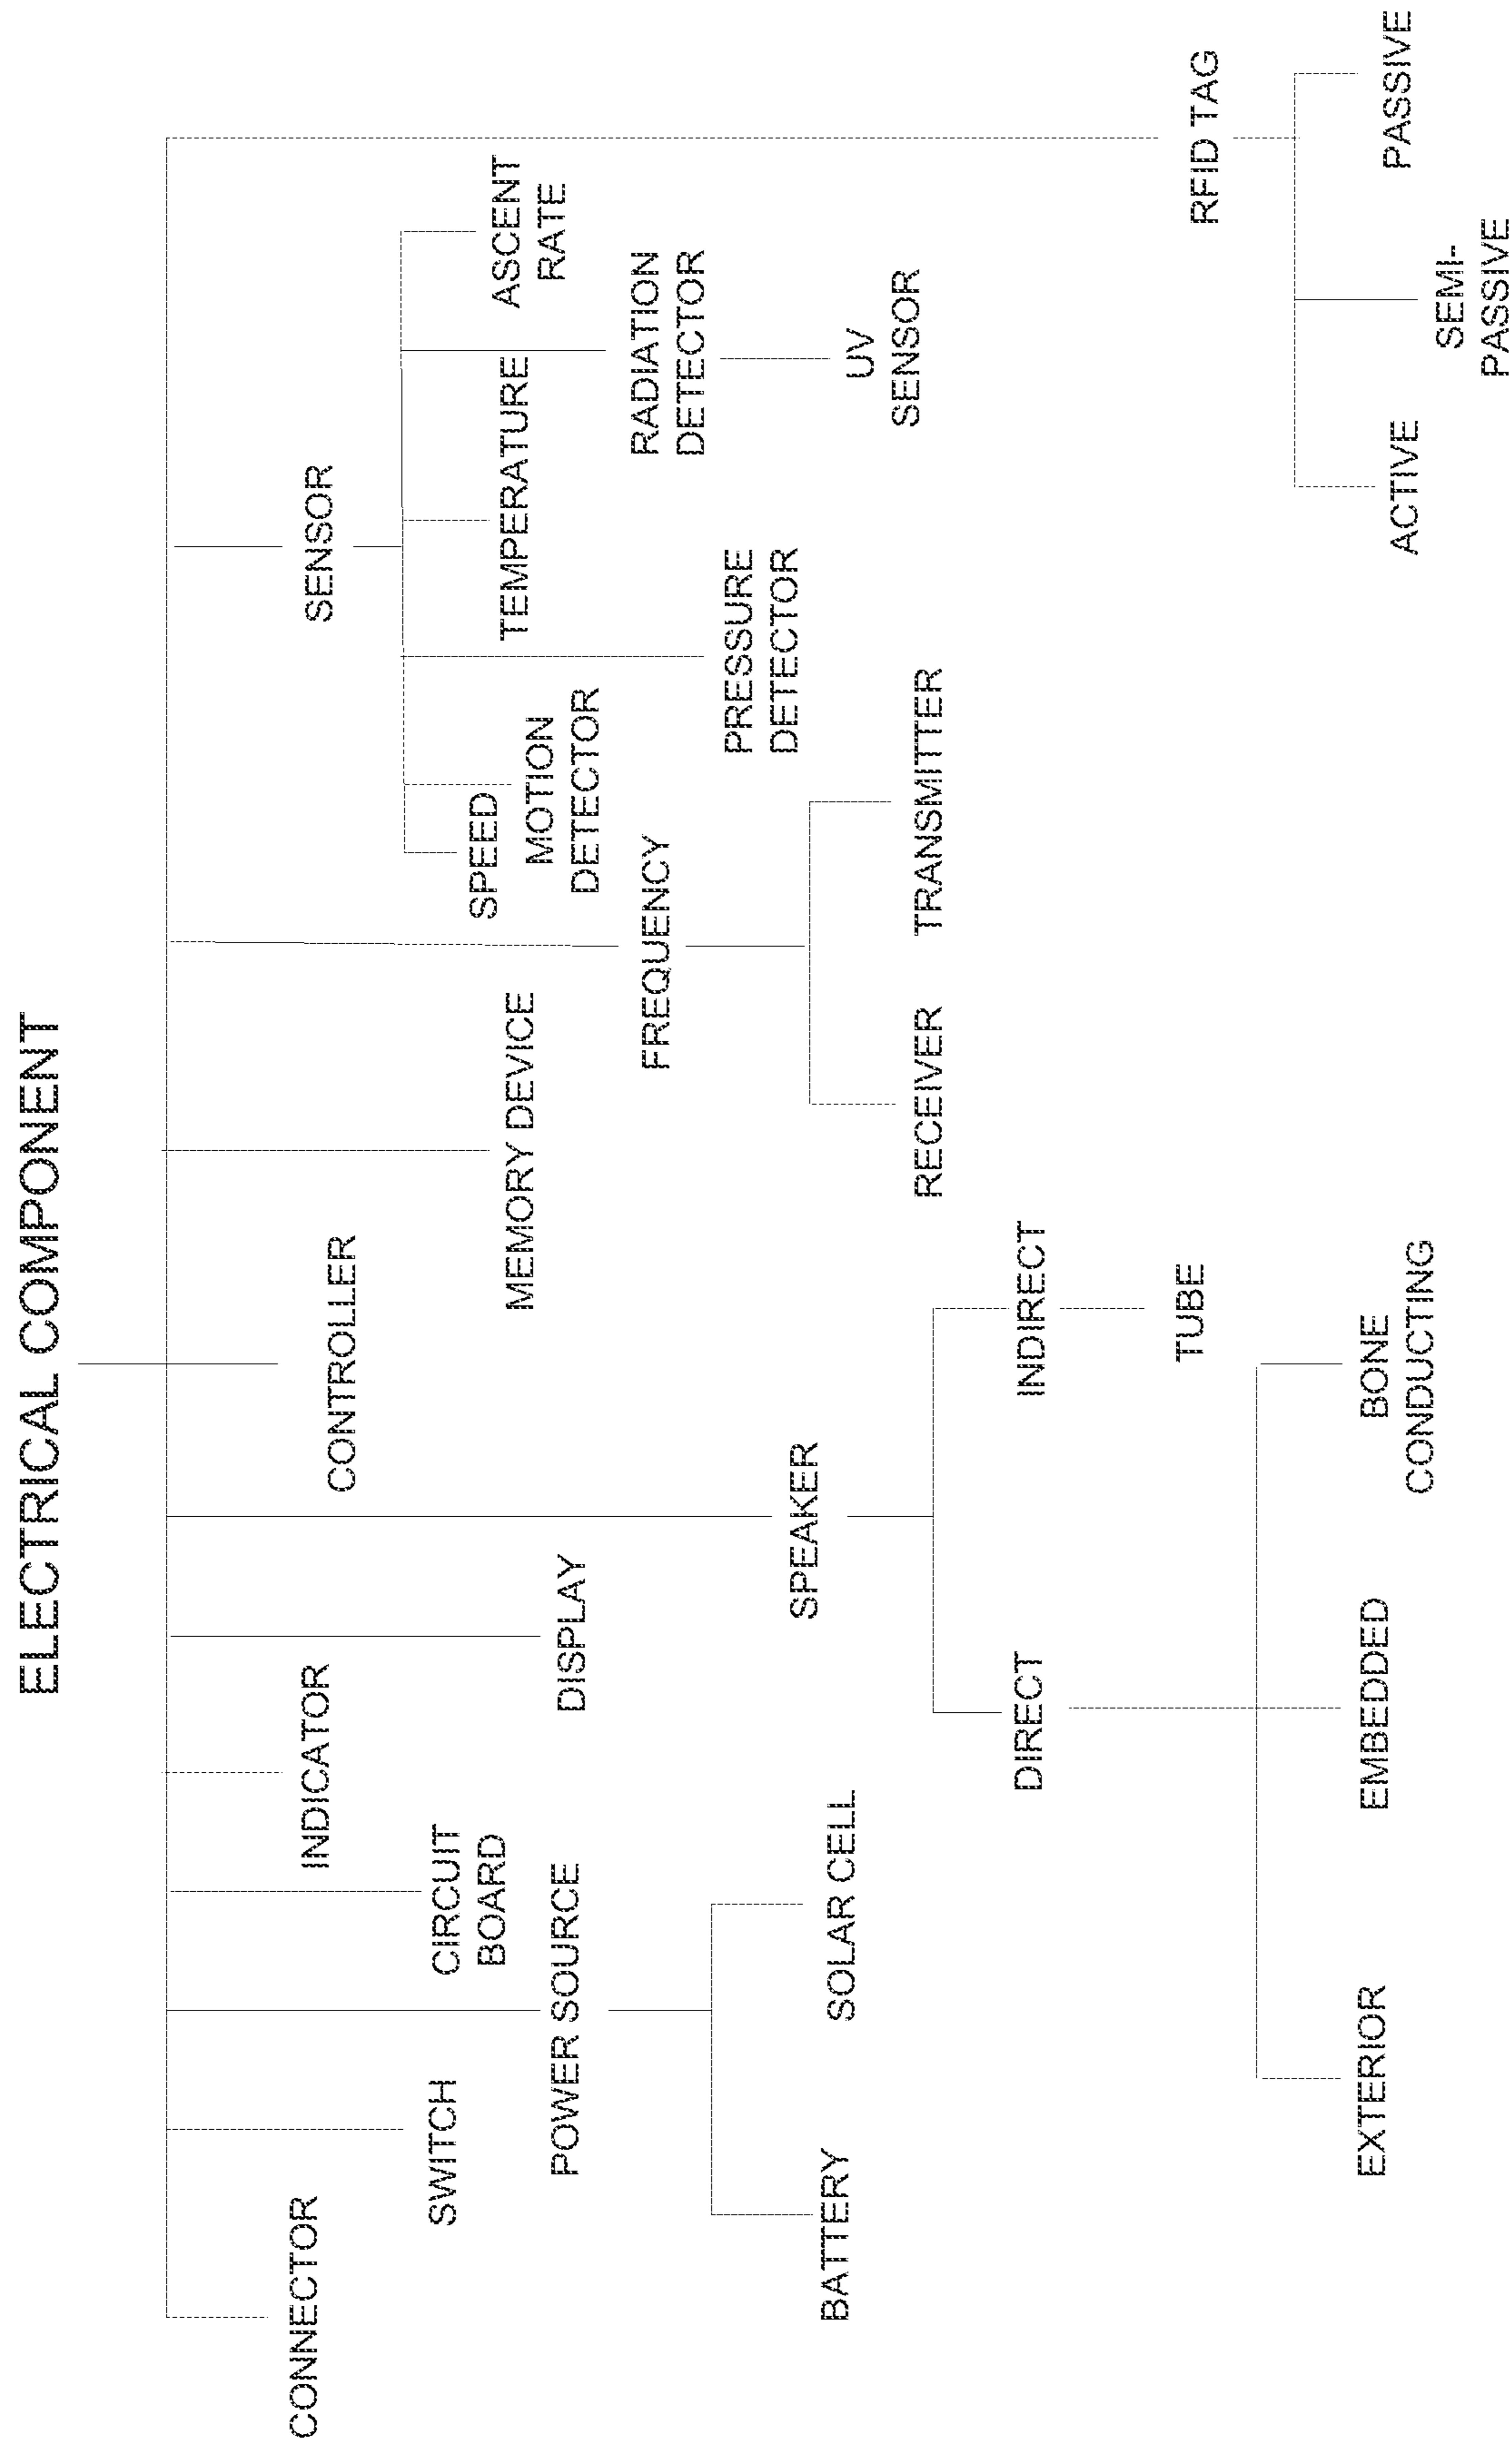 ELECTRICAL COMPONENT
CONNECTOR
SWITCH
POWER SOURCE
BATTERY
SOLAR CELL
CIRCUIT
BOARD
INDICATOR
DISPLAY
SPEAKER
DIRECT
EXTERIOR
EMBEDDED
BONE
CONDUCTING
INDIRECT
TUBE
CONTROLLER
MEMORY DEVICE
FREQUENCY
RECEIVER
TRANSMITTER
SENSOR
SPEED
MOTION
DETECTOR
PRESSURE
DETECTOR
TEMPERATURE
RADIATION
DETECTOR
UV
SENSOR
ASCENT
RATE
RFID TAG
ACTIVE
SEMI-
PASSIVE
PASSIVE